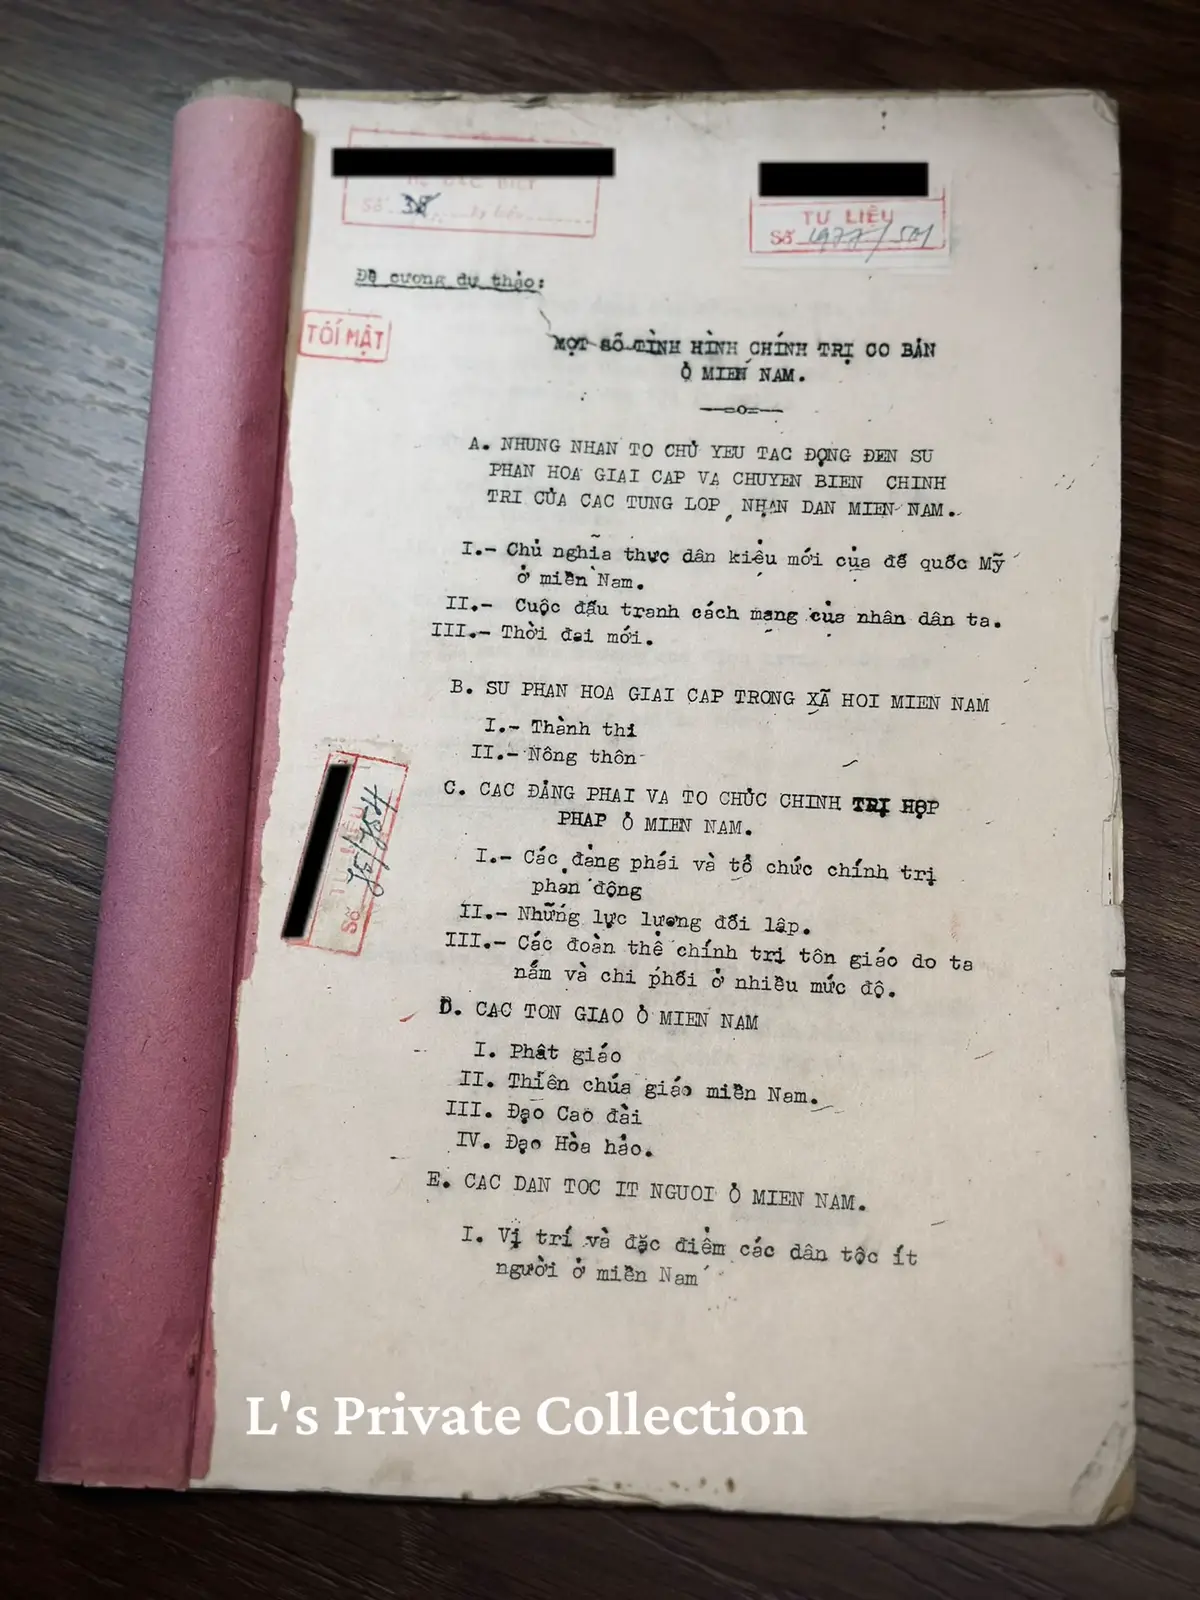 Số
TƯ LIỆU
Số 1977/501
Đề cương dự thảo:
TỐI MẬT
MỘT SỐ TÌNH HÌNH CHÍNH TRỊ CƠ BẢN
Ở MIỀN NAM.
A. NHUNG NHAN TO CHỦ YEU TAC ĐỘNG ĐEN SU
PHAN HOA GIAI CAP VA CHUYEN BIEN CHINH
TRI CỦA CAC TUNG LOP NHAN DAN MIEN NAM.
I.- Chủ nghĩa thực dân kiểu mới của đế quốc Mỹ
ở miền Nam.
II.- Cuộc đấu tranh cách mạng của nhân dân ta.
III.- Thời đại mới.
B. SU PHAN HOA GIAI CAP TRONG XÃ HOI MIEN NAM
I.- Thành thi
II.- Nông thôn
C. CAC ĐẢNG PHAI VA TO CHỨC CHINH TRỊ HỢP
PHAP Ở MIEN NAM.
I.- Các đảng phái và tổ chức chính trị
phản động
II.- Những lực lượng đối lập.
III.- Các đoàn thể chính trị tôn giáo do ta
nắm và chi phối ở nhiều mức độ.
Số
D. CAC TON GIAO Ở MIEN NAM
I. Phật giáo
II. Thiên chúa giáo miền Nam.
III. Đạo Cao đài
IV. Đạo Hòa hảo.
E. CAC DAN TOC IT NGUOI Ở MIEN NAM.
I. Vị trí và đặc điểm các dân tộc ít
người ở miền Nam
L's Private Collection